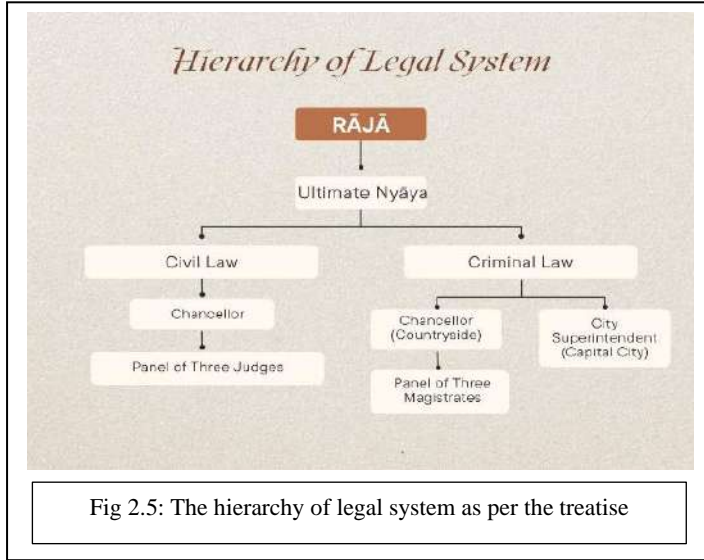 Hierarchy of Legal System
RĀJĀ
Ultimate Nyāya
Civil Law
Criminal Law
Chancellor
Panel of Three Judges
Chancellor
(Countryside)
Panel of Three
Magistrates
City
Superintendent
(Capital City)
Fig 2.5: The hierarchy of legal system as per the treatise